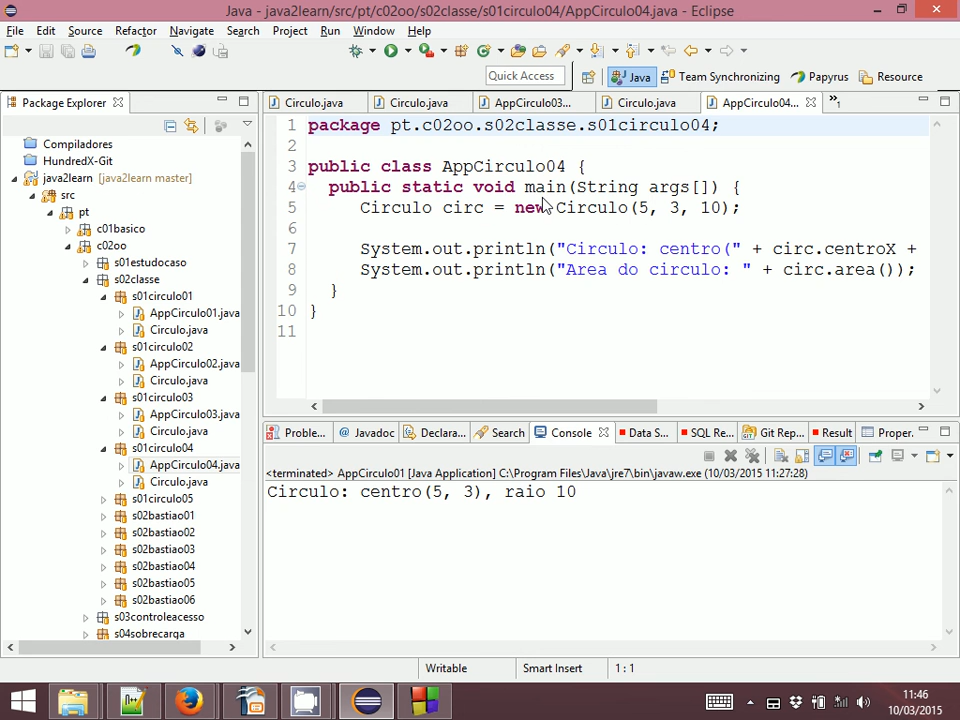 Java - java2learn/src/pt/c02oo/s02classe/s01circulo04/AppCirculo04.java - Eclipse
File Edit Source Refactor Navigate Search Project Run Window Help
Quick Access
Java Team Synchronizing Papyrus Resource
Package Explorer
Circulo.java Circulo.java AppCirculo03... Circulo.java AppCirculo04... »1
Compiladores
HundredX-Git
java2learn [java2learn master]
src
pt
c01basico
c02oo
s01estudocaso
s02classe
s01circulo01
AppCirculo01.java
Circulo.java
s01circulo02
AppCirculo02.java
Circulo.java
s01circulo03
AppCirculo03.java
Circulo.java
s01circulo04
AppCirculo04.java
Circulo.java
s01circulo05
s02bastiao01
s02bastiao02
s02bastiao03
s02bastiao04
s02bastiao05
s02bastiao06
s03controleacesso
s04sobrecarga
1 package pt.c02oo.s02classe.s01circulo04;
2
3 public class AppCirculo04 {
4 public static void main(String args[]) {
5 Circulo circ = new Circulo(5, 3, 10);
6
7 System.out.println("Circulo: centro(" + circ.centroX +
8 System.out.println("Area do circulo: " + circ.area());
9 }
10 }
11
Proble... Javadoc Declara... Search Console Data S... SQL Re... Git Rep... Result Proper.
<terminated> AppCirculo01 [Java Application] C:\Program Files\Java\jre7\bin\javaw.exe (10/03/2015 11:27:28)
Circulo: centro(5, 3), raio 10
Writable Smart Insert 1 : 1
11:46
10/03/2015